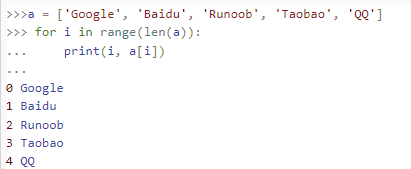 >>>a = ['Google', 'Baidu', 'Runoob', 'Taobao', 'QQ']
>>> for i in range(len(a)):
...     print(i, a[i])
...
0 Google
1 Baidu
2 Runoob
3 Taobao
4 QQ